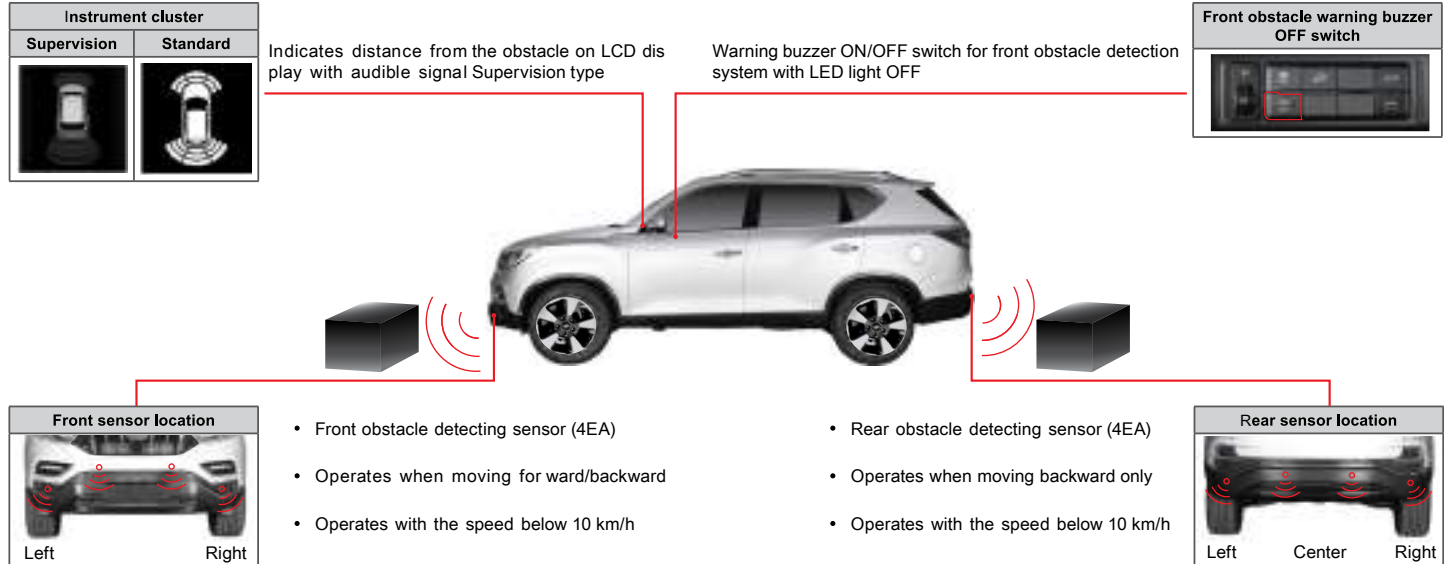 Instrument cluster
Supervision Standard
Indicates distance from the obstacle on LCD dis
play with audible signal Supervision type
Warning buzzer ON/OFF switch for front obstacle detection
system with LED light OFF
Front obstacle warning buzzer
OFF switch
Front sensor location
Left Right
• Front obstacle detecting sensor (4EA)
• Operates when moving for ward/backward
• Operates with the speed below 10 km/h
• Rear obstacle detecting sensor (4EA)
• Operates when moving backward only
• Operates with the speed below 10 km/h
Rear sensor location
Left Center Right